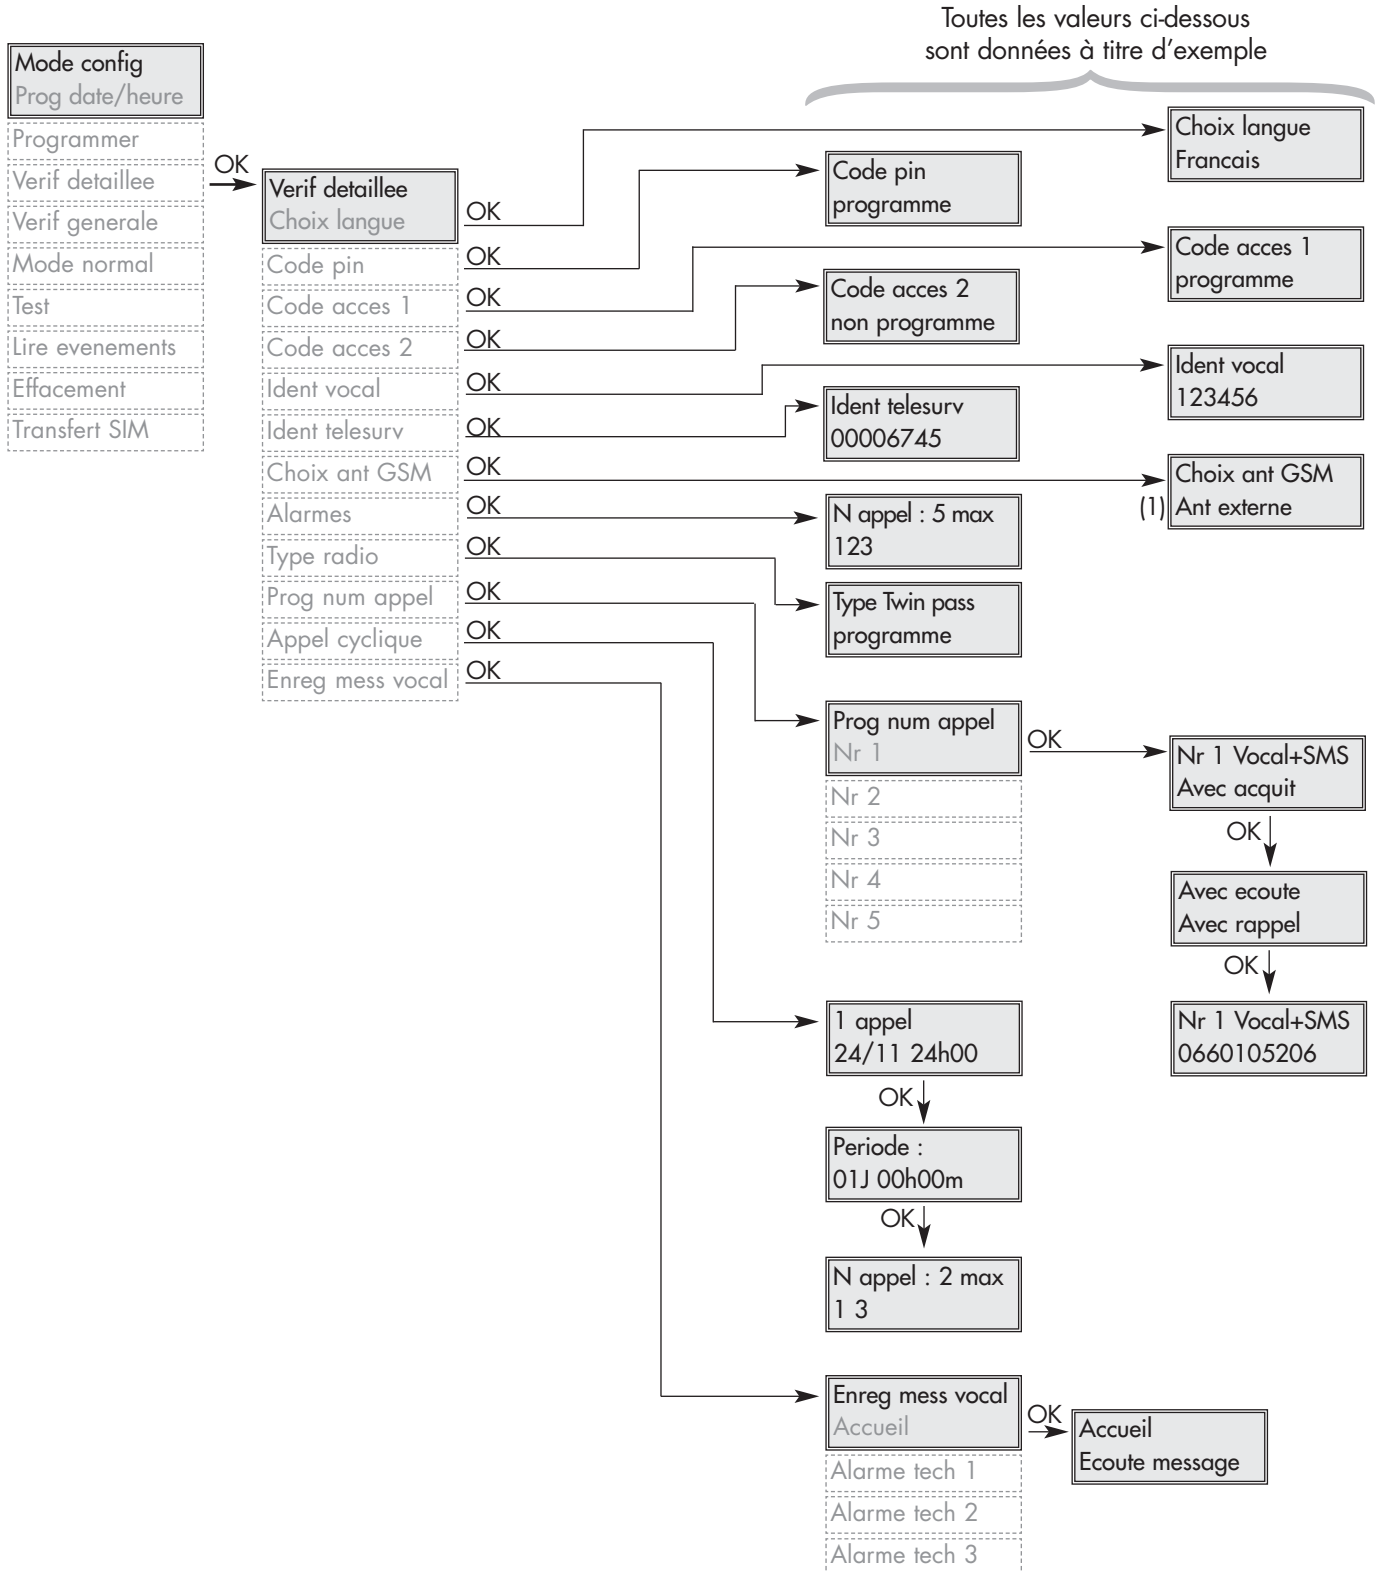 Toutes les valeurs ci-dessous
sont données à titre d'exemple
Mode config
Prog date/heure
Programmer
Verif detaillee
Verif generale
Mode normal
Test
Lire evenements
Effacement
Transfert SIM
OK
Verif detaillee
Choix langue
Code pin
Code acces 1
Code acces 2
Ident vocal
Ident telesurv
Choix ant GSM
Alarmes
Type radio
Prog num appel
Appel cyclique
Enreg mess vocal
OK
OK
OK
OK
OK
OK
OK
OK
OK
OK
OK
OK
Choix langue
Francais
Code pin
programme
Code acces 1
programme
Code acces 2
non programme
Ident vocal
123456
Ident telesurv
00006745
Choix ant GSM
(1) Ant externe
N appel : 5 max
123
Type Twin pass
programme
Prog num appel
Nr 1
Nr 2
Nr 3
Nr 4
Nr 5
OK
Nr 1 Vocal+SMS
Avec acquit
OK
Avec ecoute
Avec rappel
OK
Nr 1 Vocal+SMS
0660105206
1 appel
24/11 24h00
OK
Periode :
01J 00h00m
OK
N appel : 2 max
1 3
Enreg mess vocal
Accueil
Alarme tech 1
Alarme tech 2
Alarme tech 3
OK
Accueil
Ecoute message